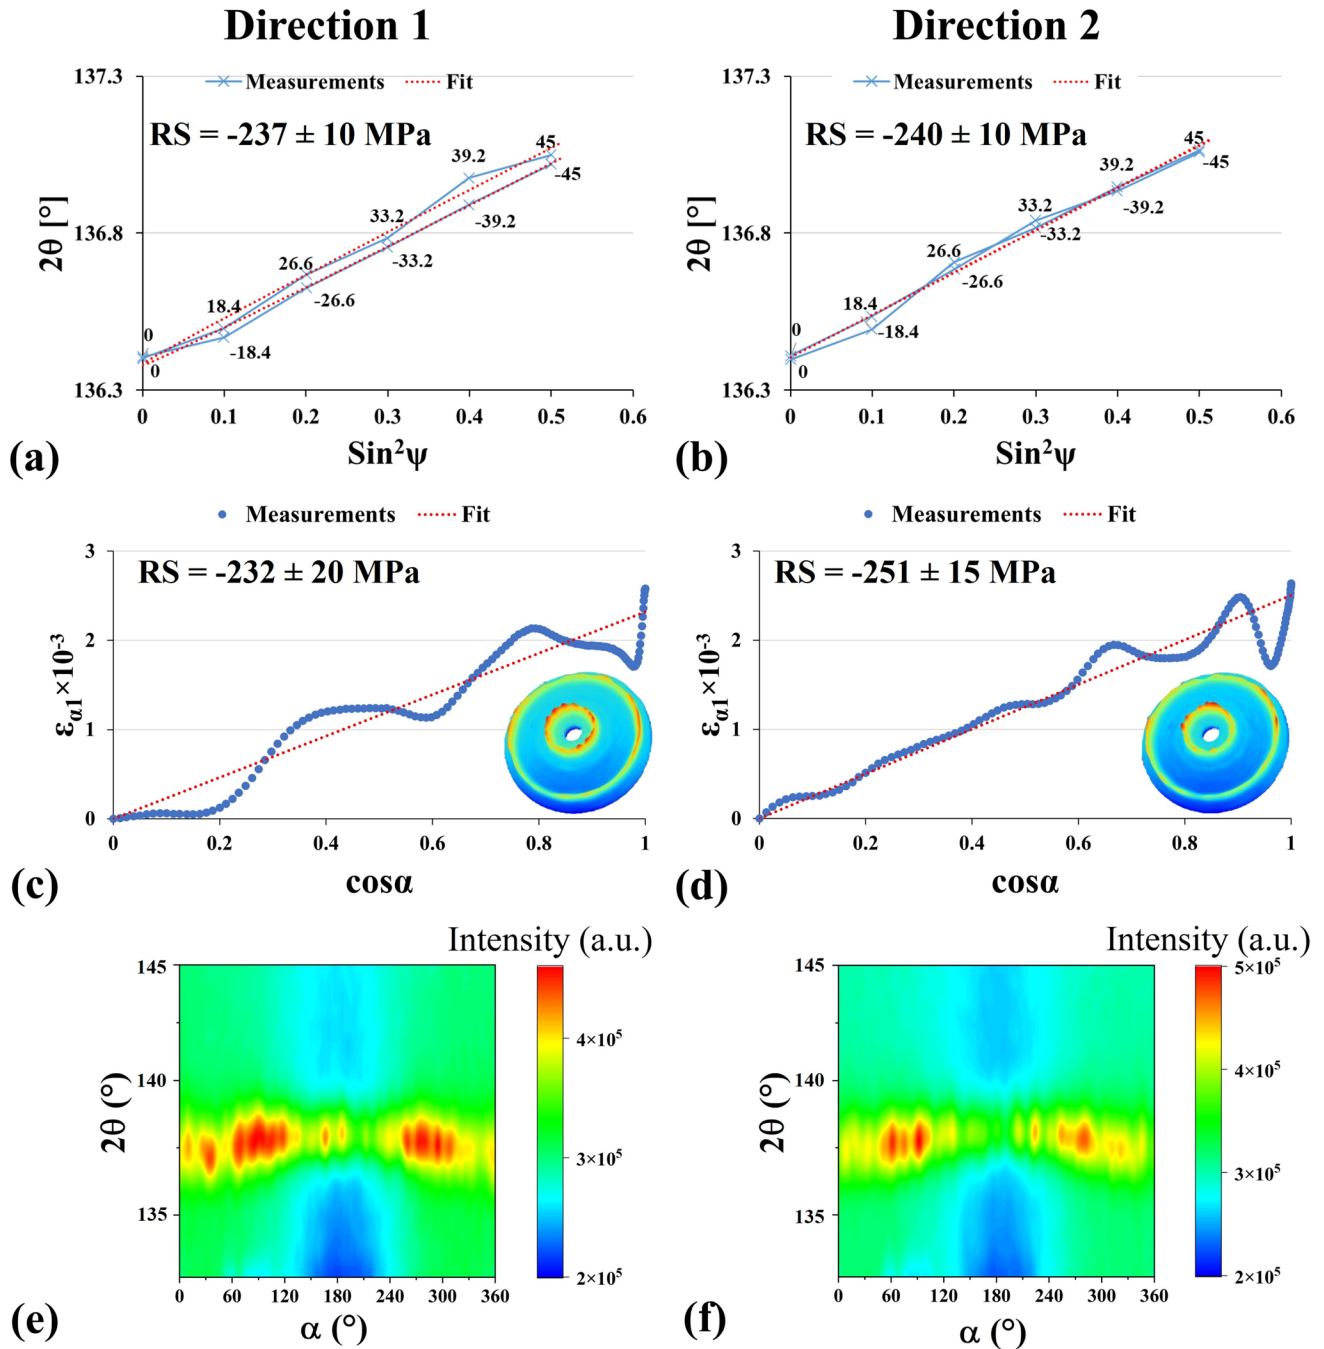 Direction 1
Direction 2
137.3
Measurements
Fit
RS = -237 ± 10 MPa
45
39.2
-45
33.2
-39.2
2θ [°]
136.8
26.6
-33.2
18.4
-26.6
0
-18.4
0
136.3
0 0.1 0.2 0.3 0.4 0.5 0.6
(a)
Sin²ψ
137.3
Measurements
Fit
RS = -240 ± 10 MPa
45
39.2
-45
33.2
-39.2
2θ [°]
136.8
26.6
-33.2
18.4
-26.6
0
-18.4
0
136.3
0 0.1 0.2 0.3 0.4 0.5 0.6
(b)
Sin²ψ
Measurements
Fit
3
RS = -232 ± 20 MPa
2
εα1×10⁻³
1
0
0 0.2 0.4 0.6 0.8 1
(c)
cosα
Measurements
Fit
3
RS = -251 ± 15 MPa
2
εα1×10⁻³
1
0
0 0.2 0.4 0.6 0.8 1
(d)
cosα
Intensity (a.u.)
145
4×10⁵
140
2θ (°)
3×10⁵
135
2×10⁵
0 60 120 180 240 300 360
(e)
α (°)
Intensity (a.u.)
145
5×10⁵
4×10⁵
140
2θ (°)
3×10⁵
135
2×10⁵
0 60 120 180 240 300 360
(f)
α (°)